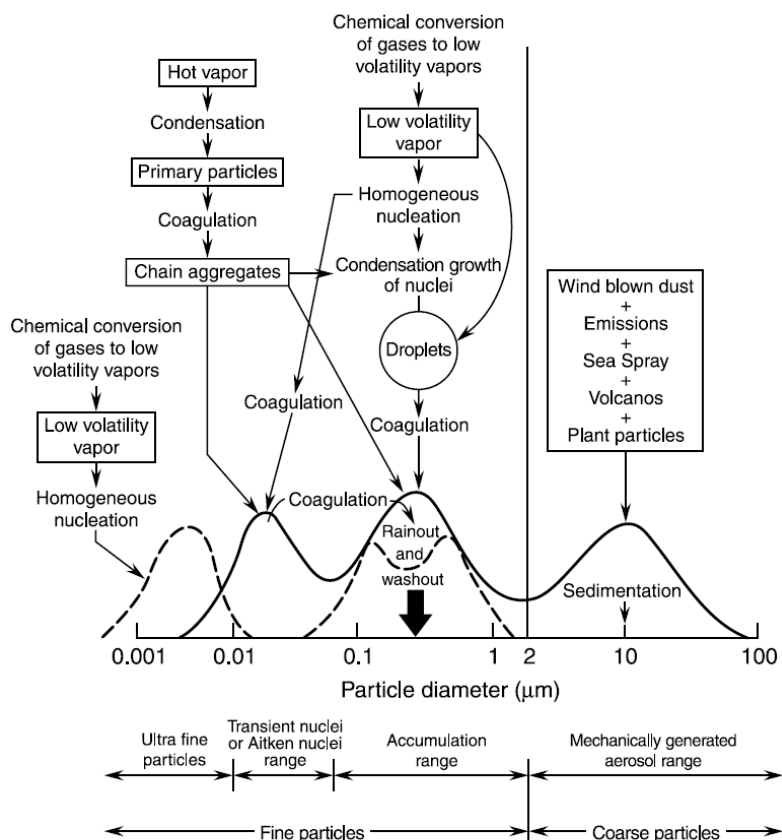 Hot vapor
Condensation
Primary particles
Coagulation
Chain aggregates
Chemical conversion
of gases to low
volatility vapors
Low volatility
vapor
Homogeneous
nucleation
Condensation growth
of nuclei
Droplets
Coagulation
Coagulation
Chemical conversion
of gases to low
volatility vapors
Low volatility
vapor
Homogeneous
nucleation
Coagulation
Rainout
and
washout
Wind blown dust
+
Emissions
+
Sea Spray
+
Volcanos
+
Plant particles
Sedimentation
0.001 0.01 0.1 1 2 10 100
Particle diameter (μm)
Ultra fine
particles
Transient nuclei
or Aitken nuclei
range
Accumulation
range
Mechanically generated
aerosol range
Fine particles
Coarse particles